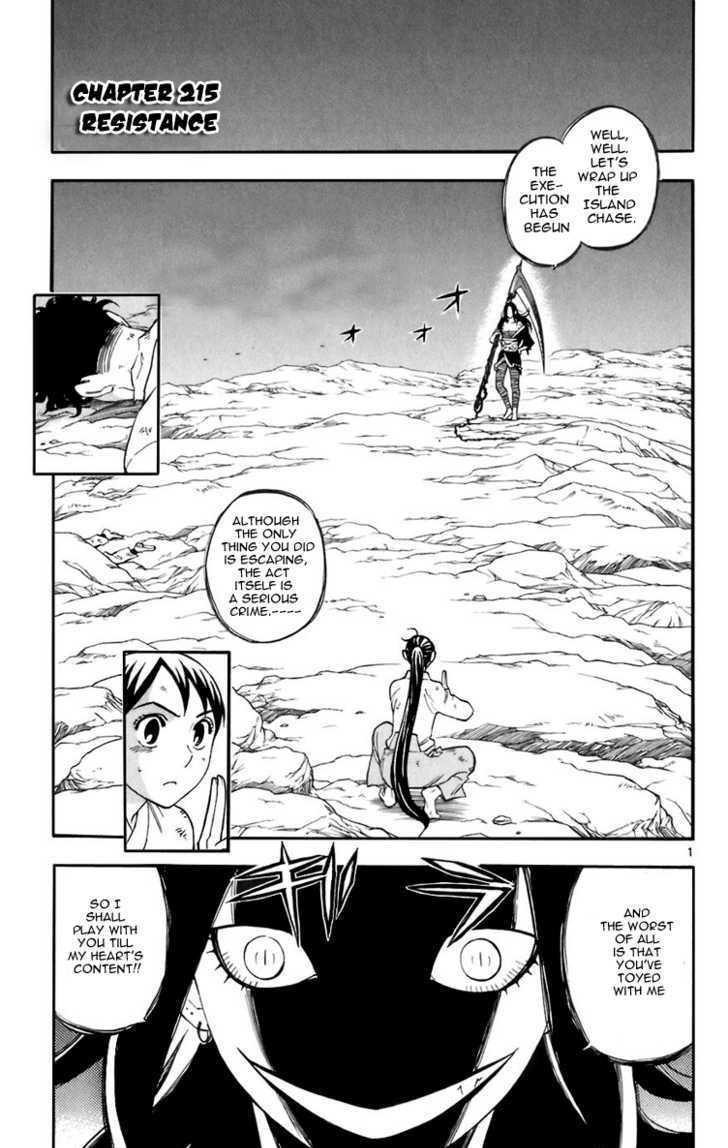 CHAPTER 215
RESISTANCE
WELL,
WELL.
LET'S
WRAP UP
THE
ISLAND
CHASE.
THE
EXE-
CUTION
HAS
BEGUN
ALTHOUGH
THE ONLY
THING YOU DID
IS ESCAPING,
THE ACT
ITSELF IS
A SERIOUS
CRIME.----
1
AND
THE WORST
OF ALL
IS THAT
YOU'VE
TOYED
WITH ME
ギラ
SO I
SHALL
PLAY WITH
YOU TILL
MY HEART'S
CONTENT!!